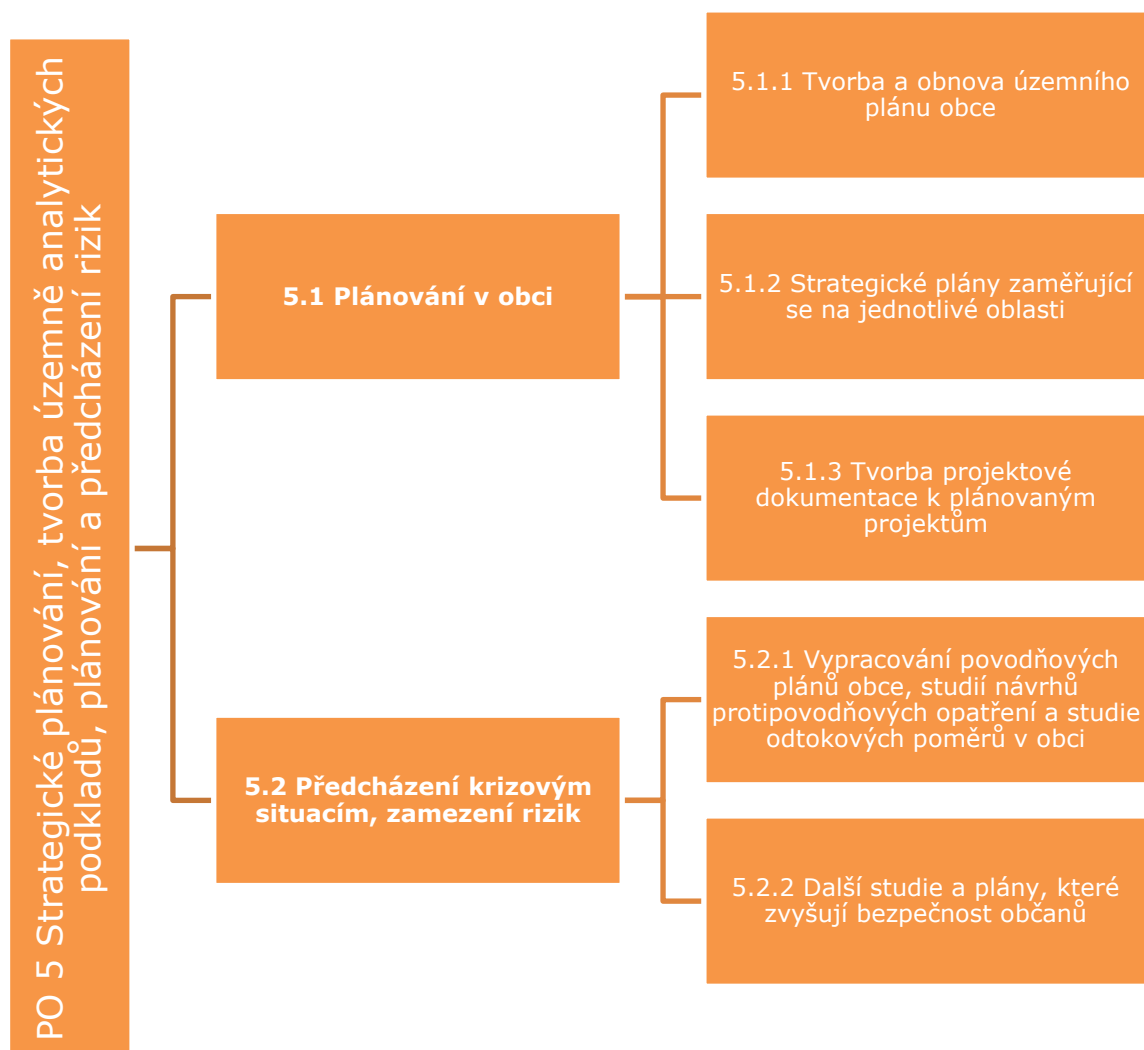 PO 5 Strategické plánování, tvorba územně analytických
podkladů, plánování a předcházení rizik
5.1 Plánování v obci
5.1.1 Tvorba a obnova územního
plánu obce
5.1.2 Strategické plány zaměřující
se na jednotlivé oblasti
5.1.3 Tvorba projektové
dokumentace k plánovaným
projektům
5.2 Předcházení krizovým
situacím, zamezení rizik
5.2.1 Vypracování povodňových
plánů obce, studií návrhů
protipovodňových opatření a studie
odtokových poměrů v obci
5.2.2 Další studie a plány, které
zvyšují bezpečnost občanů